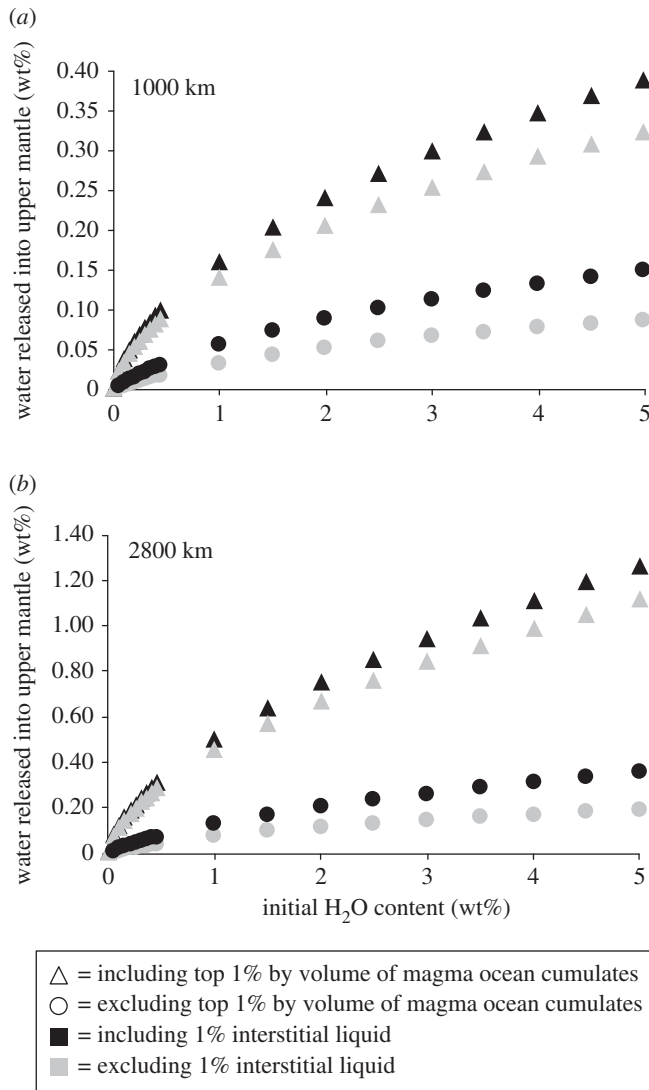 (a)
water released into upper mantle (wt%)
0.40
0.35
0.30
0.25
0.20
0.15
0.10
0.05
0
1000 km
0 1 2 3 4 5
(b)
water released into upper mantle (wt%)
1.40
1.20
1.00
0.80
0.60
0.40
0.20
0
2800 km
0 1 2 3 4 5
initial H₂O content (wt%)
△ = including top 1% by volume of magma ocean cumulates
○ = excluding top 1% by volume of magma ocean cumulates
■ = including 1% interstitial liquid
■ = excluding 1% interstitial liquid